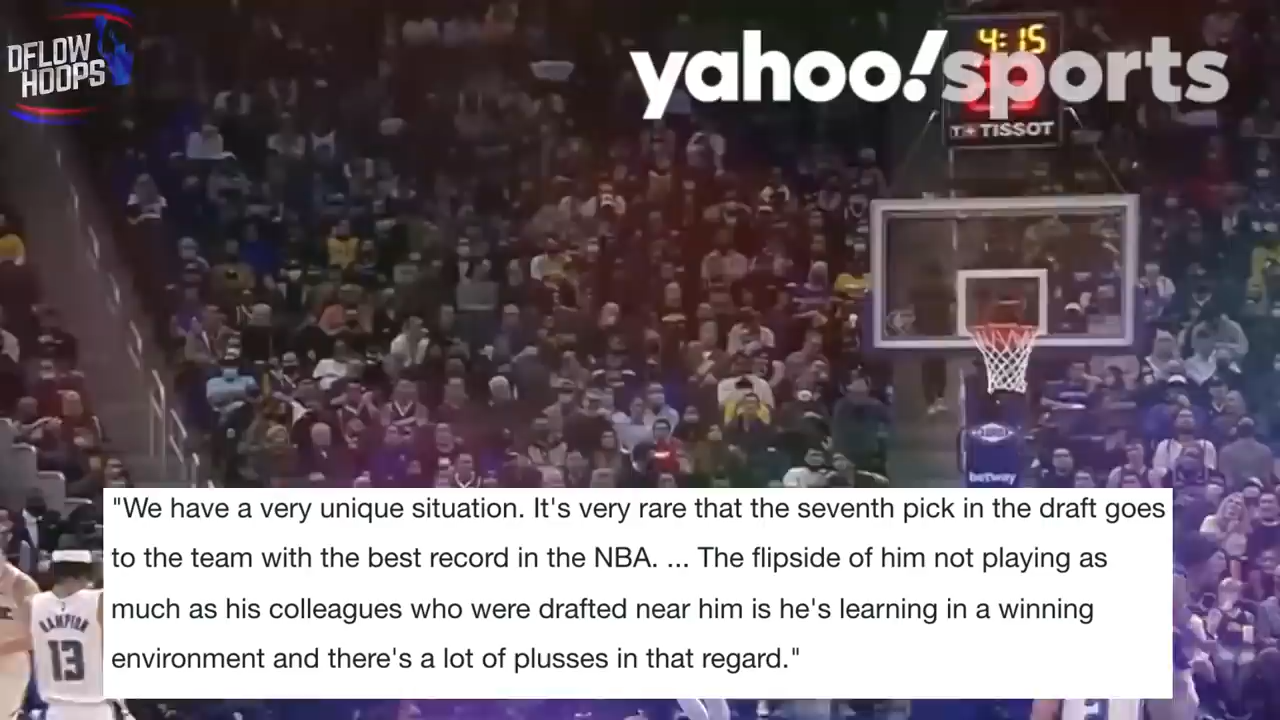 DFLOW
HOOPS
yahoo!sports
4:15
T+ TISSOT
betway
"We have a very unique situation. It's very rare that the seventh pick in the draft goes
to the team with the best record in the NBA. ... The flipside of him not playing as
much as his colleagues who were drafted near him is he's learning in a winning
environment and there's a lot of plusses in that regard."
HAMPTON
13